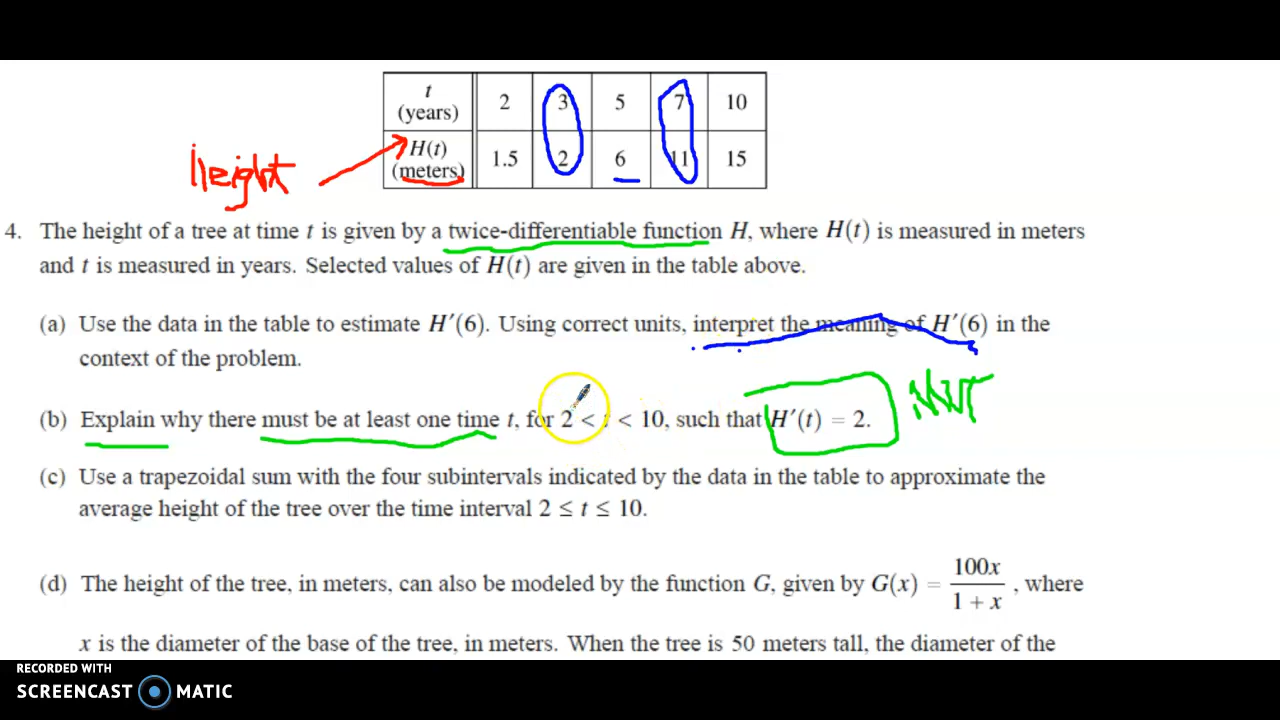 t
(years) 2 3 5 7 10
H(t)
(meters) 1.5 2 6 11 15
height
4. The height of a tree at time t is given by a twice-differentiable function H, where H(t) is measured in meters
and t is measured in years. Selected values of H(t) are given in the table above.
(a) Use the data in the table to estimate H′(6). Using correct units, interpret the meaning of H′(6) in the
context of the problem.
(b) Explain why there must be at least one time t, for 2 < t < 10, such that H′(t) = 2. MVT
(c) Use a trapezoidal sum with the four subintervals indicated by the data in the table to approximate the
average height of the tree over the time interval 2 ≤ t ≤ 10.
(d) The height of the tree, in meters, can also be modeled by the function G, given by G(x) = 100x / 1 + x, where
x is the diameter of the base of the tree, in meters. When the tree is 50 meters tall, the diameter of the
RECORDED WITH
SCREENCAST MATIC